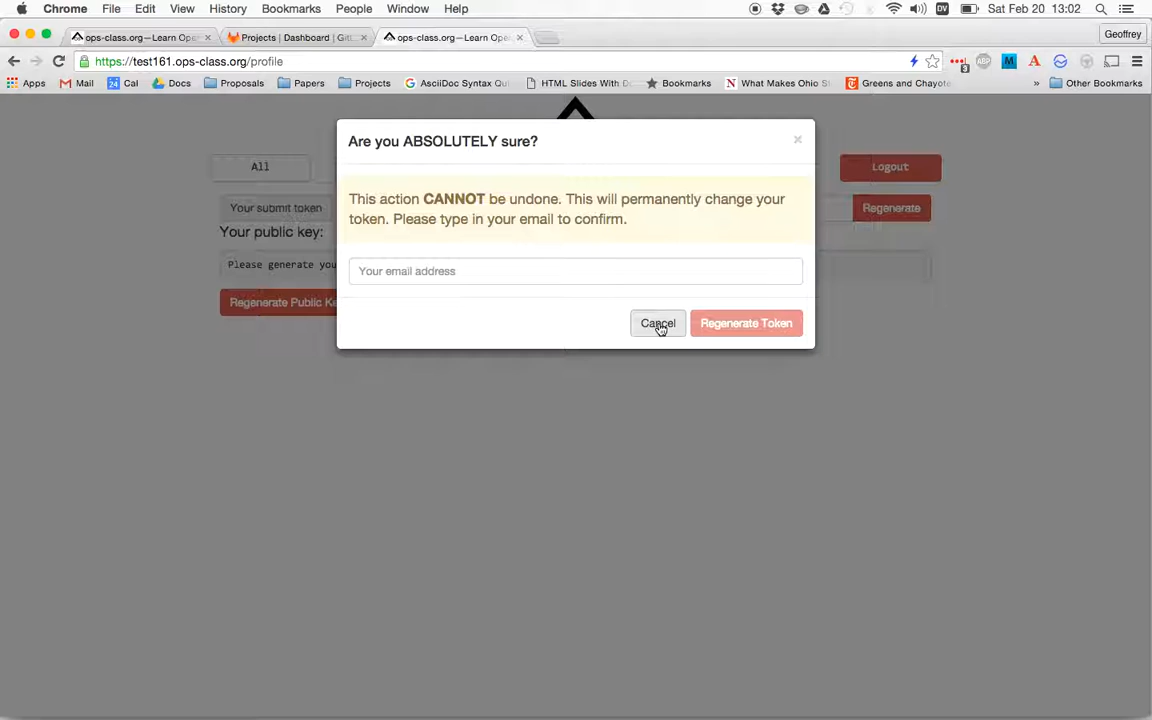 Chrome File Edit View History Bookmarks People Window Help DV Sat Feb 20 13:02
ops-class.org—Learn Ope Projects | Dashboard | GitL ops-class.org—Learn Ope Geoffrey
https://test161.ops-class.org/profile 3 ABP M A
Apps Mail 24 Cal Docs Proposals Papers Projects AsciiDoc Syntax Qu HTML Slides With D Bookmarks N What Makes Ohio S Greens and Chayote » Other Bookmarks
Are you ABSOLUTELY sure? ×
All Logout
This action CANNOT be undone. This will permanently change your
token. Please type in your email to confirm.
Your submit token Regenerate
Your public key:
Please generate you
Your email address
Regenerate Public Ke
Cancel Regenerate Token